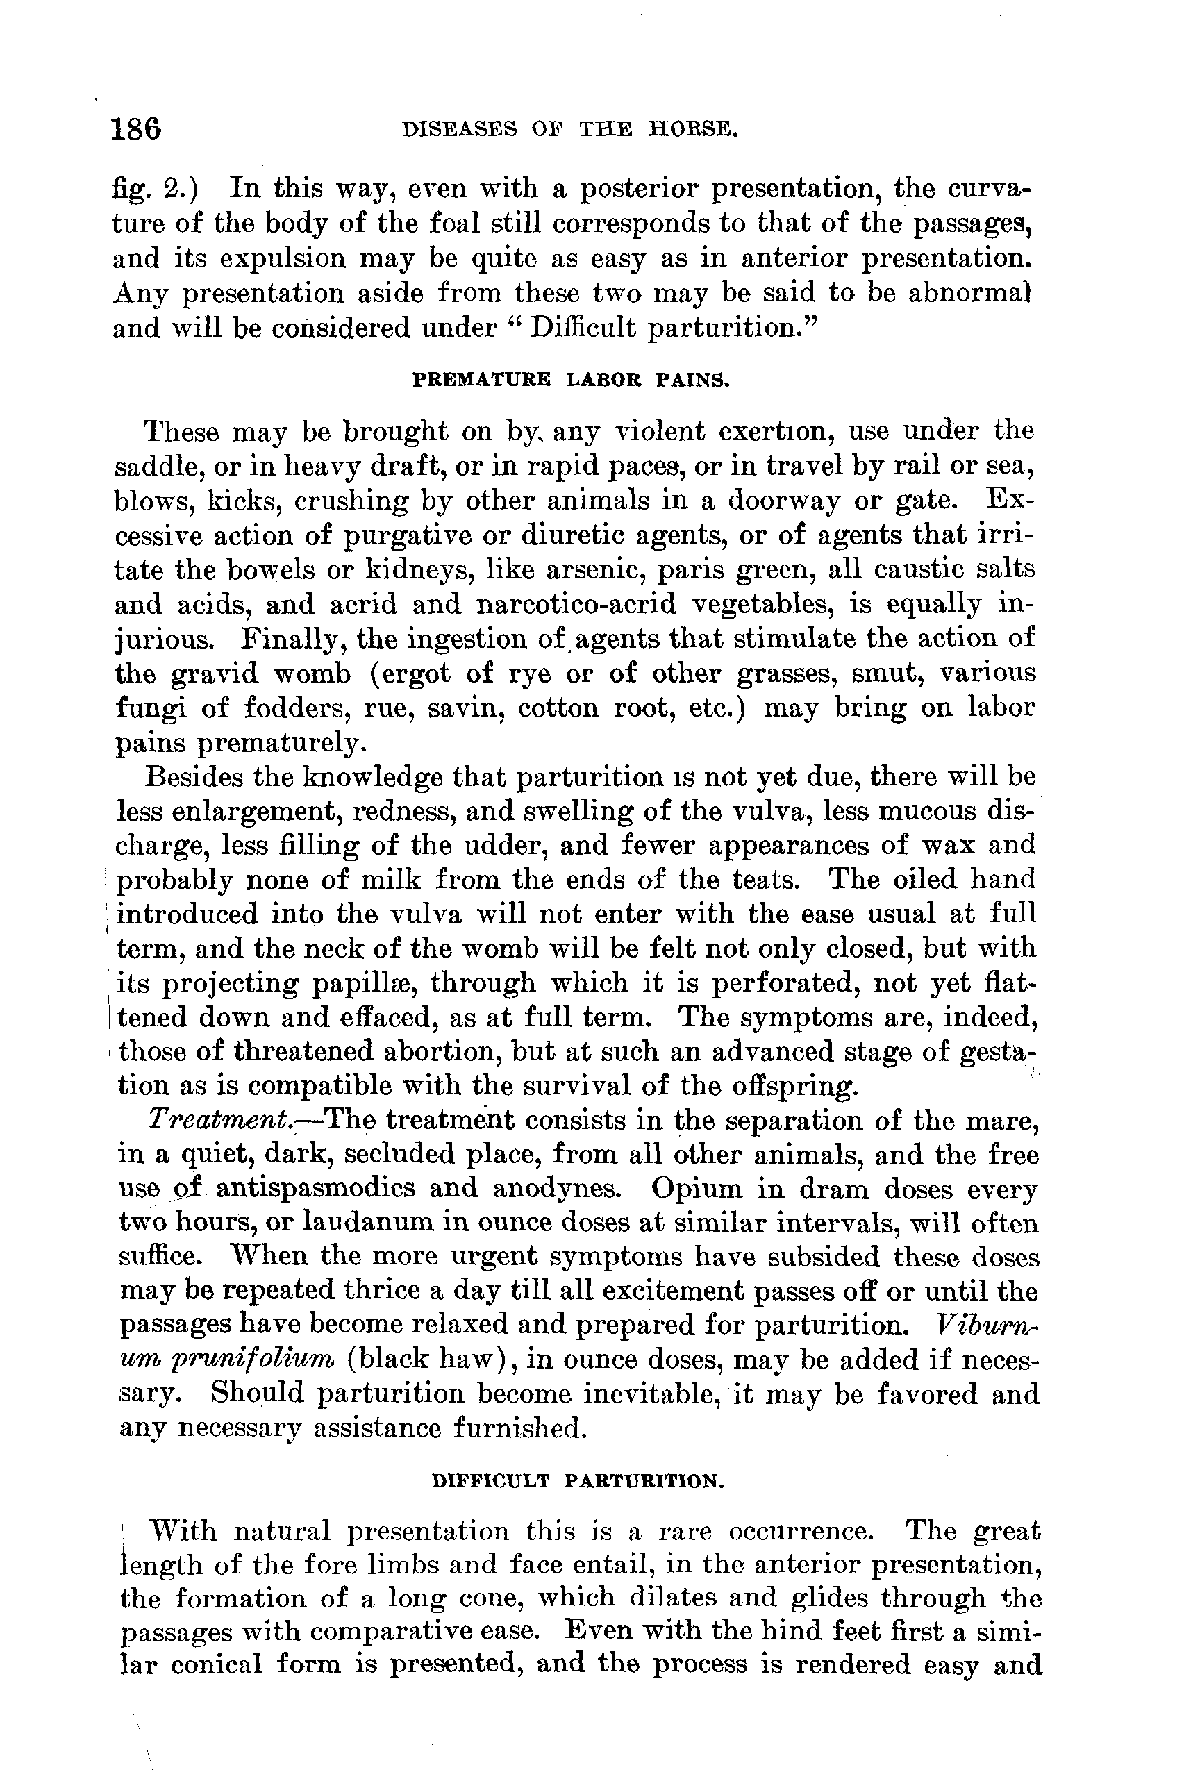 186 DISEASES OF THE HORSE.
fig. 2.) In this way, even with a posterior presentation, the curva-
ture of the body of the foal still corresponds to that of the passages,
and its expulsion may be quite as easy as in anterior presentation.
Any presentation aside from these two may be said to be abnormal
and will be considered under “ Difficult parturition.”
PREMATURE LABOR PAINS.
These may be brought on by any violent exertion, use under the
saddle, or in heavy draft, or in rapid paces, or in travel by rail or sea,
blows, kicks, crushing by other animals in a doorway or gate. Ex-
cessive action of purgative or diuretic agents, or of agents that irri-
tate the bowels or kidneys, like arsenic, paris green, all caustic salts
and acids, and acrid and narcotico-acrid vegetables, is equally in-
jurious. Finally, the ingestion of agents that stimulate the action of
the gravid womb (ergot of rye or of other grasses, smut, various
fungi of fodders, rue, savin, cotton root, etc.) may bring on labor
pains prematurely.
Besides the knowledge that parturition is not yet due, there will be
less enlargement, redness, and swelling of the vulva, less mucous dis-
charge, less filling of the udder, and fewer appearances of wax and
probably none of milk from the ends of the teats. The oiled hand
introduced into the vulva will not enter with the ease usual at full
term, and the neck of the womb will be felt not only closed, but with
its projecting papillæ, through which it is perforated, not yet flat-
tened down and effaced, as at full term. The symptoms are, indeed,
those of threatened abortion, but at such an advanced stage of gesta-
tion as is compatible with the survival of the offspring.
Treatment.—The treatment consists in the separation of the mare,
in a quiet, dark, secluded place, from all other animals, and the free
use of antispasmodics and anodynes. Opium in dram doses every
two hours, or laudanum in ounce doses at similar intervals, will often
suffice. When the more urgent symptoms have subsided these doses
may be repeated thrice a day till all excitement passes off or until the
passages have become relaxed and prepared for parturition. Viburn-
um prunifolium (black haw), in ounce doses, may be added if neces-
sary. Should parturition become inevitable, it may be favored and
any necessary assistance furnished.
DIFFICULT PARTURITION.
With natural presentation this is a rare occurrence. The great
length of the fore limbs and face entail, in the anterior presentation,
the formation of a long cone, which dilates and glides through the
passages with comparative ease. Even with the hind feet first a simi-
lar conical form is presented, and the process is rendered easy and